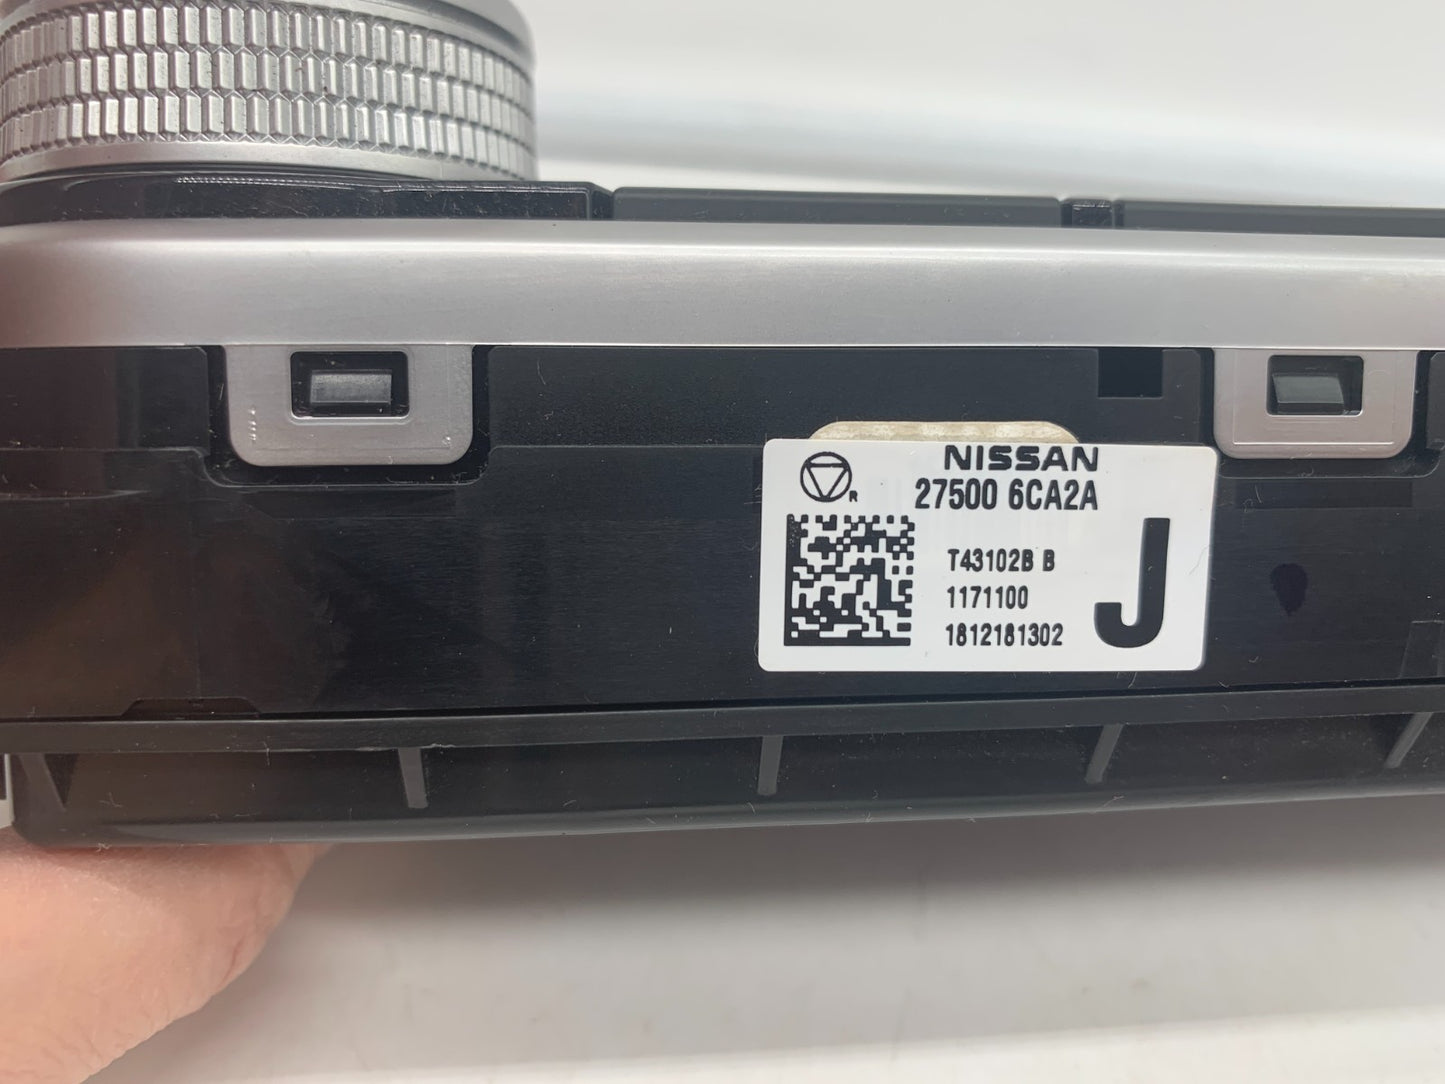 NISSAN
27500 6CA2A
R
T43102B B
1171100
1812181302
J